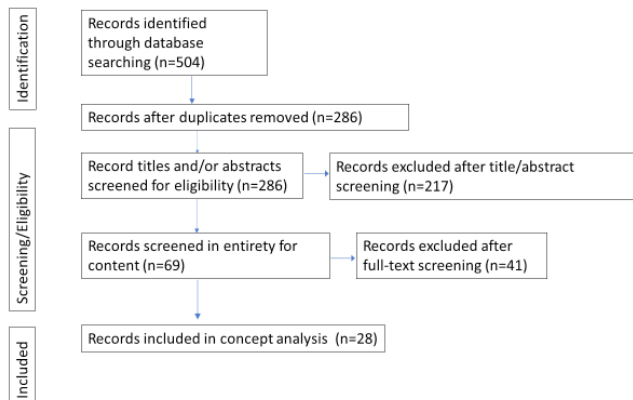 Identification
Records identified
through database
searching (n=504)
Records after duplicates removed (n=286)
Screening/Eligibility
Record titles and/or abstracts
screened for eligibility (n=286)
Records excluded after title/abstract
screening (n=217)
Records screened in entirety for
content (n=69)
Records excluded after
full-text screening (n=41)
Included
Records included in concept analysis (n=28)